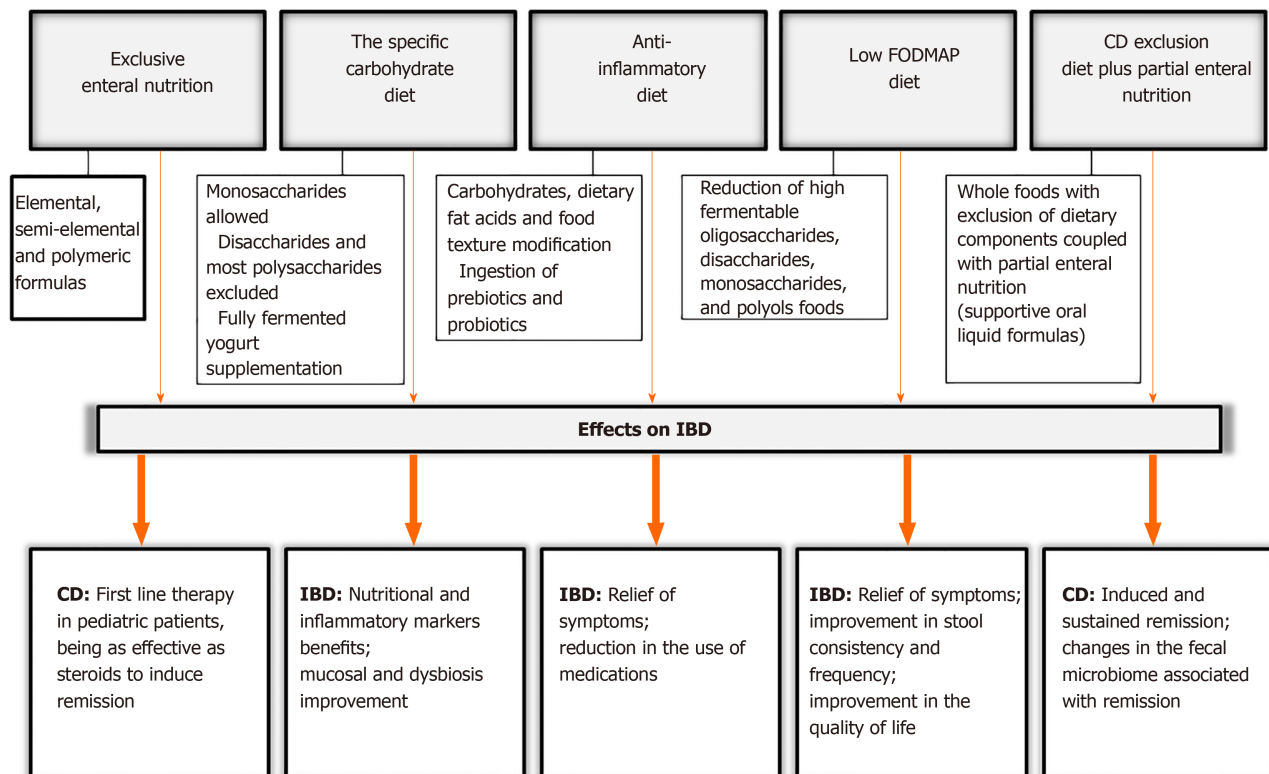 Exclusive
enteral nutrition
The specific
carbohydrate
diet
Anti-
inflammatory
diet
Low FODMAP
diet
CD exclusion
diet plus partial enteral
nutrition
Elemental,
semi-elemental
and polymeric
formulas
Monosaccharides
allowed
Disaccharides and
most polysaccharides
excluded
Fully fermented
yogurt
supplementation
Carbohydrates, dietary
fat acids and food
texture modification
Ingestion of
prebiotics and
probiotics
Reduction of high
fermentable
oligosaccharides,
disaccharides,
monosaccharides,
and polyols foods
Whole foods with
exclusion of dietary
components coupled
with partial enteral
nutrition
(supportive oral
liquid formulas)
Effects on IBD
CD: First line therapy
in pediatric patients,
being as effective as
steroids to induce
remission
IBD: Nutritional and
inflammatory markers
benefits;
mucosal and dysbiosis
improvement
IBD: Relief of
symptoms;
reduction in the use of
medications
IBD: Relief of symptoms;
improvement in stool
consistency and
frequency;
improvement in the
quality of life
CD: Induced and
sustained remission;
changes in the fecal
microbiome associated
with remission